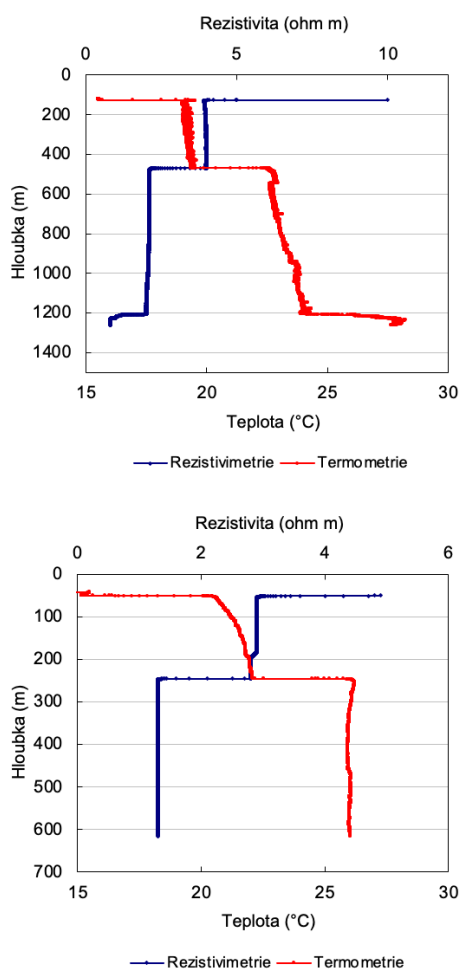 Rezistivita (ohm m)
0 5 10
0
200
400
600
800
1000
1200
1400
Hloubka (m)
15 20 25 30
Teplota (°C)
Rezistivimetrie Termometrie
Rezistivita (ohm m)
0 2 4 6
0
100
200
300
400
500
600
700
Hloubka (m)
15 20 25 30
Teplota (°C)
Rezistivimetrie Termometrie